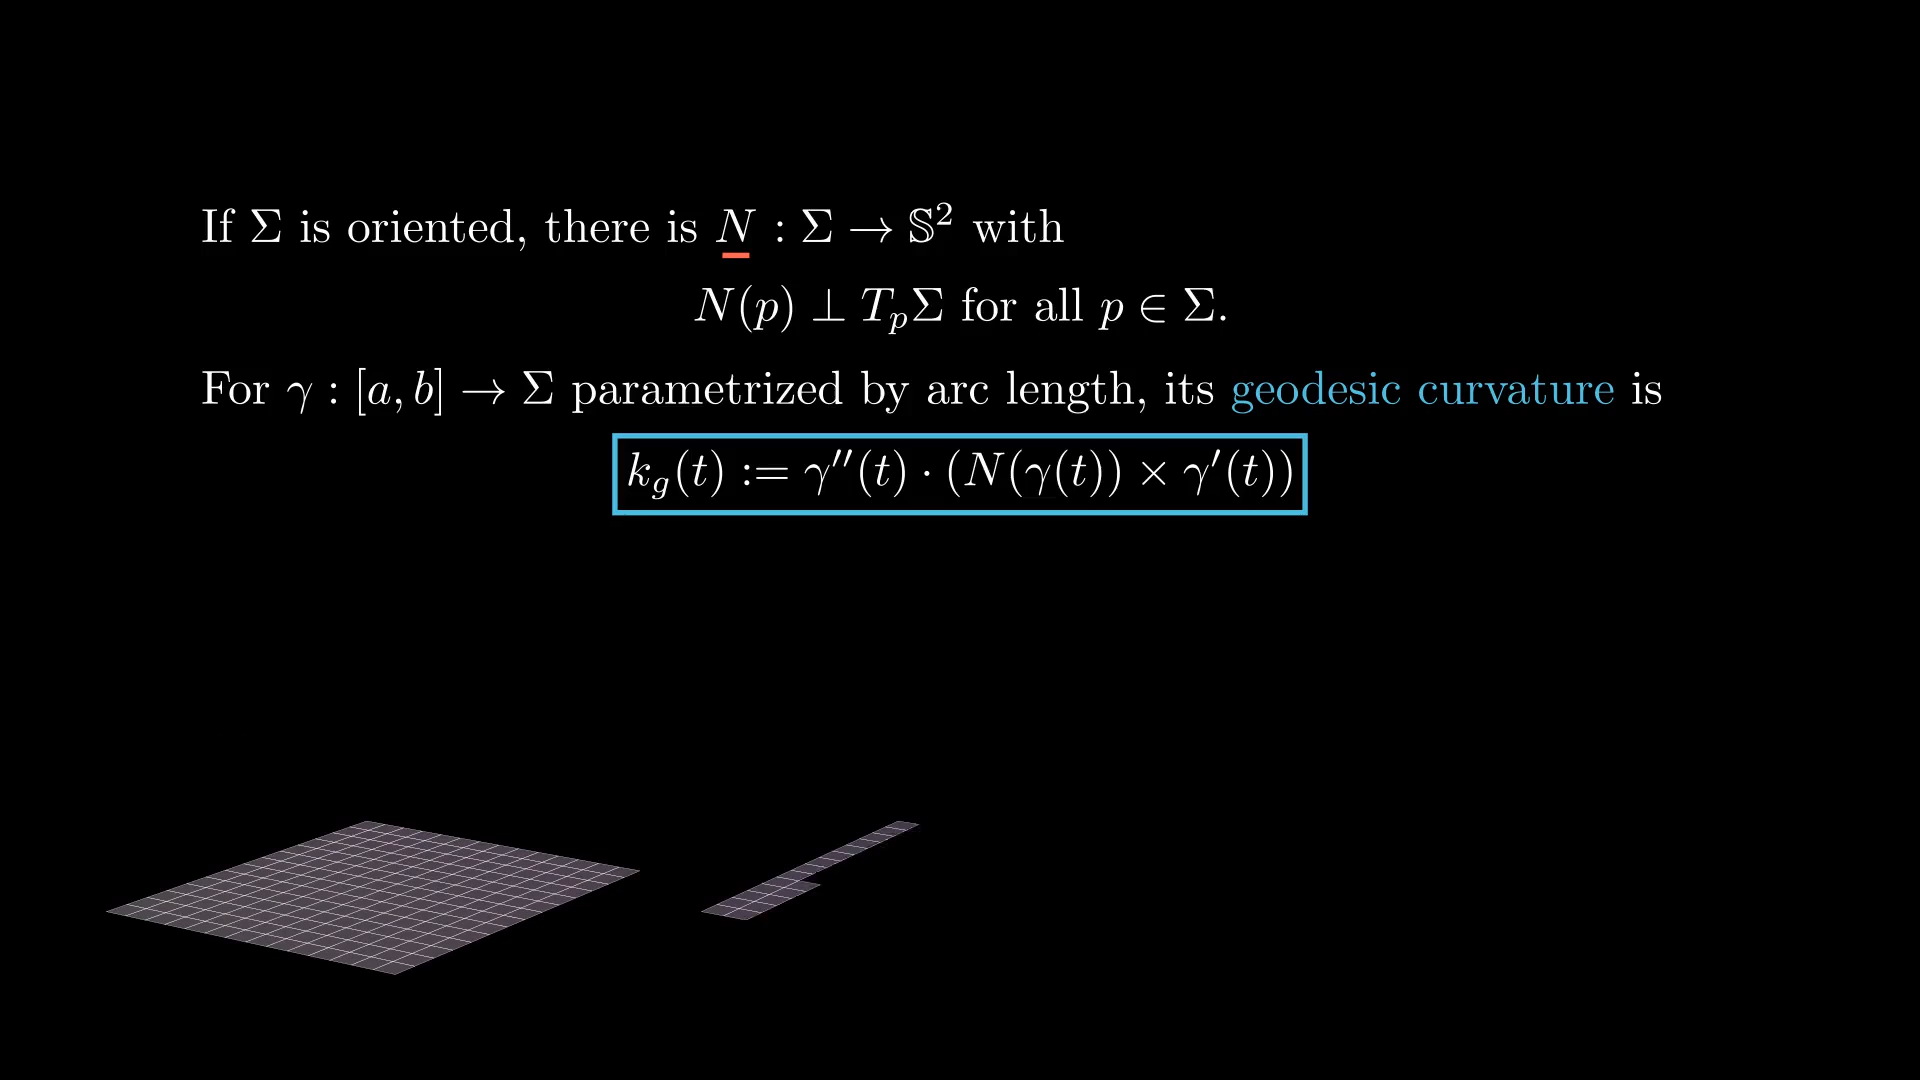 If Σ is oriented, there is N : Σ → 𝕊² with
N(p) ⊥ TₚΣ for all p ∈ Σ.
For γ : [a, b] → Σ parametrized by arc length, its geodesic curvature is
k_g(t) := γ′′(t) · (N(γ(t)) × γ′(t))